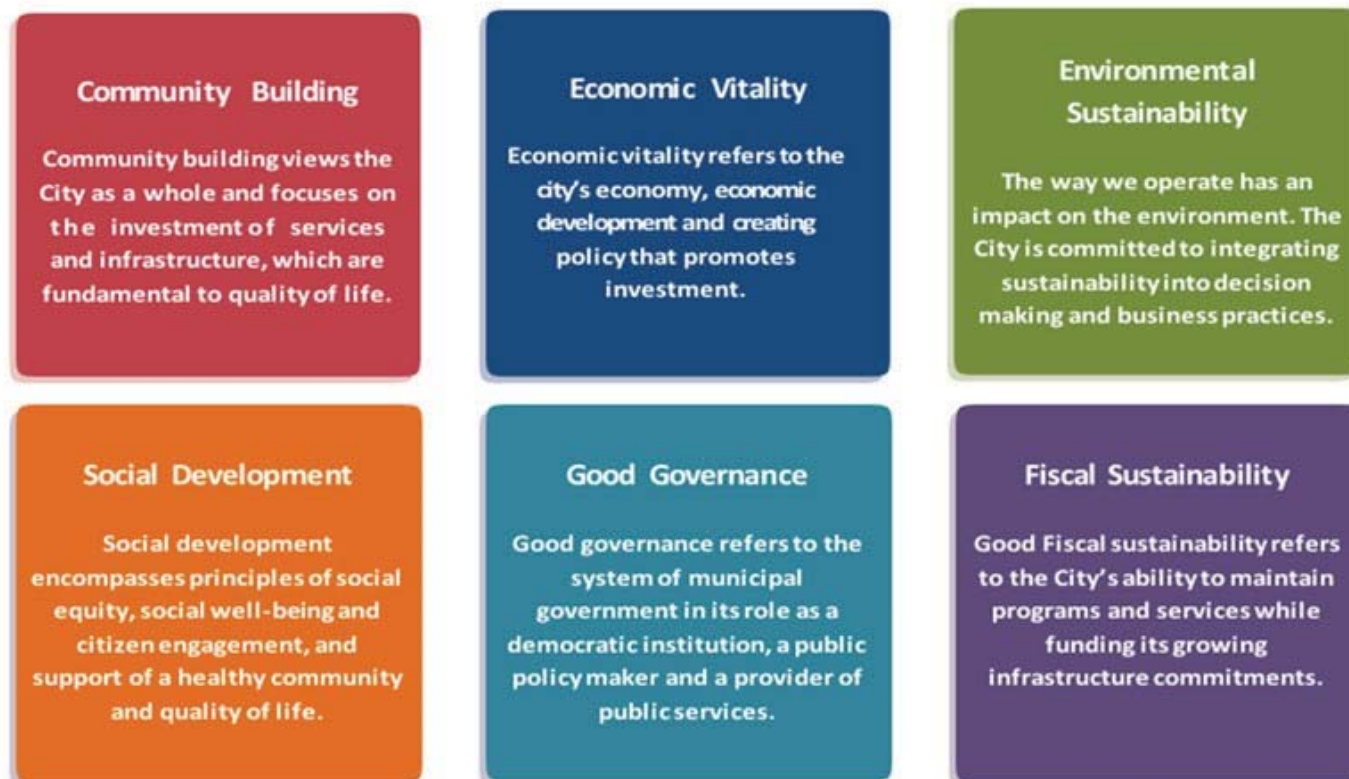 Community Building
Community building views the
City as a whole and focuses on
the investment of services
and infrastructure, which are
fundamental to quality of life.
Economic Vitality
Economic vitality refers to the
city's economy, economic
development and creating
policy that promotes
investment.
Environmental
Sustainability
The way we operate has an
impact on the environment. The
City is committed to integrating
sustainability into decision
making and business practices.
Social Development
Social development
encompasses principles of social
equity, social well-being and
citizen engagement, and
support of a healthy community
and quality of life.
Good Governance
Good governance refers to the
system of municipal
government in its role as a
democratic institution, a public
policy maker and a provider of
public services.
Fiscal Sustainability
Good Fiscal sustainability refers
to the City's ability to maintain
programs and services while
funding its growing
infrastructure commitments.